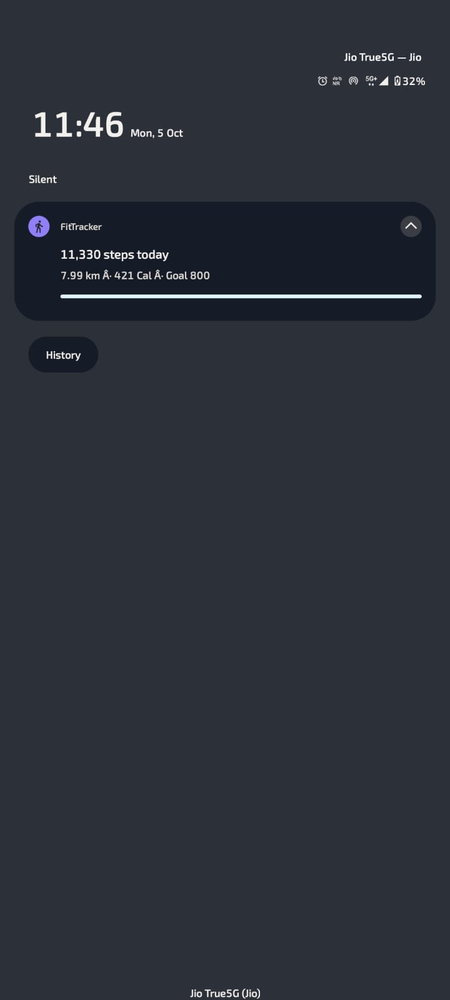 Jio True5G — Jio
5G+ 32%
11:46 Mon, 5 Oct
Silent
FitTracker
11,330 steps today
7.99 km Â· 421 Cal Â· Goal 800
History
Jio True5G (Jio)